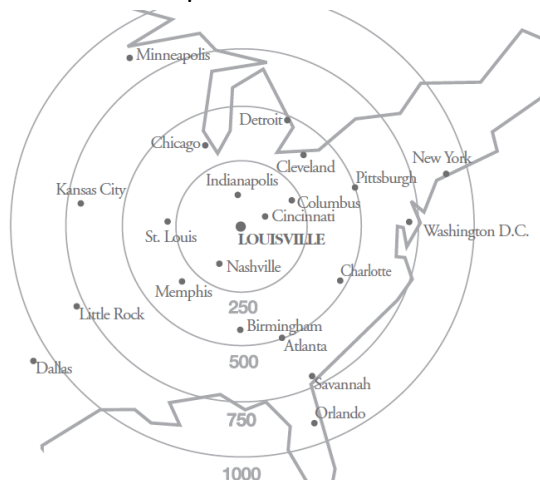 Minneapolis
Detroit
Chicago
Cleveland
New York
Pittsburgh
Indianapolis
Kansas City
Columbus
Cincinnati
St. Louis
LOUISVILLE
Washington D.C.
Nashville
Charlotte
Memphis
250
Little Rock
Birmingham
Atlanta
500
Dallas
Savannah
Orlando
750
1000